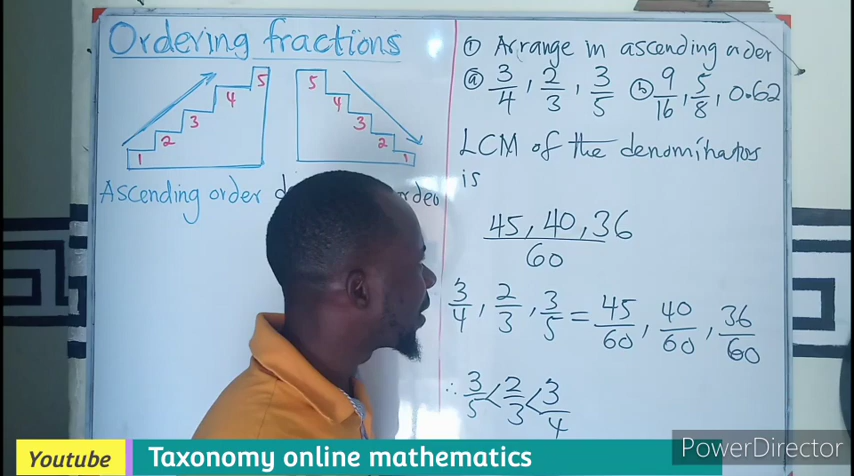 Ordering fractions
1 2 3 4 5
5 4 3 2 1
Ascending order
① Arrange in ascending order
ⓐ 3/4, 2/3, 3/5 ⓑ 9/16, 5/8, 0.62
LCM of the denominators
is
45, 40, 36
60
3/4, 2/3, 3/5 = 45/60, 40/60, 36/60
∴ 3/5 < 2/3 < 3/4
Youtube Taxonomy online mathematics
PowerDirector